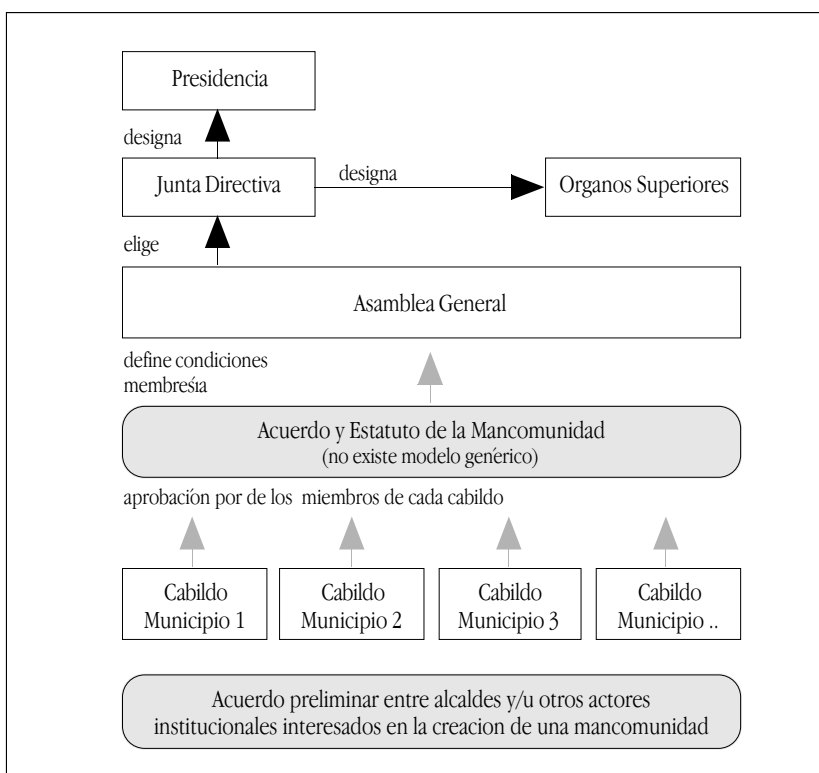 Presidencia
designa
Junta Directiva
designa
Organos Superiores
elige
Asamblea General
define condiciones
membresía
Acuerdo y Estatuto de la Mancomunidad
(no existe modelo genérico)
aprobación por de los miembros de cada cabildo
Cabildo
Municipio 1
Cabildo
Municipio 2
Cabildo
Municipio 3
Cabildo
Municipio ..
Acuerdo preliminar entre alcaldes y/u otros actores
institucionales interesados en la creacion de una mancomunidad